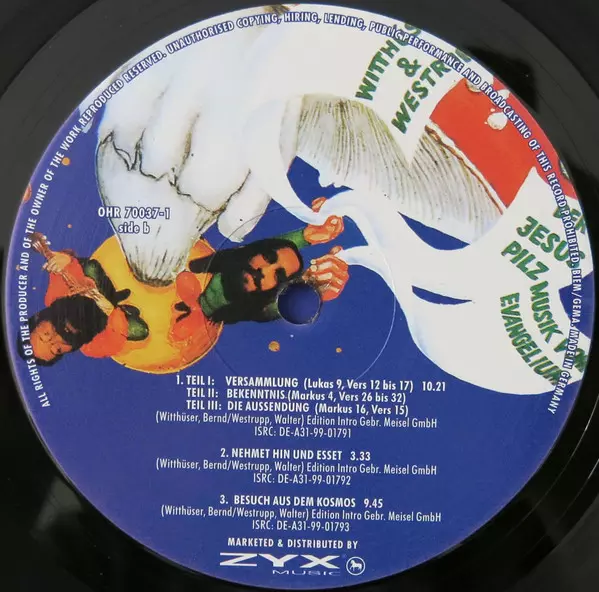 ALL RIGHTS OF THE PRODUCER AND OF THE OWNER OF THE WORK REPRODUCED RESERVED. UNAUTHORISED COPYING, HIRING, LENDING, PUBLIC PERFORMANCE AND BROADCASTING OF THIS RECORD PROHIBITED. BIEM/GEMA, MADE IN GERMANY
&
PILZ MUSIK
OHR 70037-1
side b
1. TEIL I: VERSAMMLUNG (Lukas 9, Vers 12 bis 17) 10.21
TEIL II: BEKENNTNIS (Markus 4, Vers 26 bis 32)
TEIL III: DIE AUSSENDUNG (Markus 16, Vers 15)
(Witthüser, Bernd/Westrupp, Walter) Edition Intro Gebr. Meisel GmbH
ISRC: DE-A31-99-01791
2. NEHMET HIN UND ESSET 3.33
(Witthüser, Bernd/Westrupp, Walter) Edition Intro Gebr. Meisel GmbH
ISRC: DE-A31-99-01792
3. BESUCH AUS DEM KOSMOS 9.45
(Witthüser, Bernd/Westrupp, Walter) Edition Intro Gebr. Meisel GmbH
ISRC: DE-A31-99-01793
MARKETED & DISTRIBUTED BY
ZYX
MUSIC